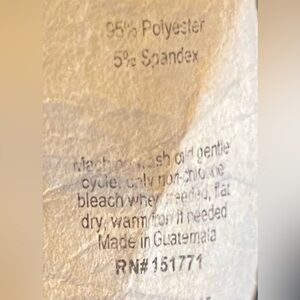 95% Polyester
5% Spandex
Machine wash cold gentle
cycle, only non-chlorine
bleach when needed, flat
dry, warm iron if needed
Made in Guatemala
RN# 151771